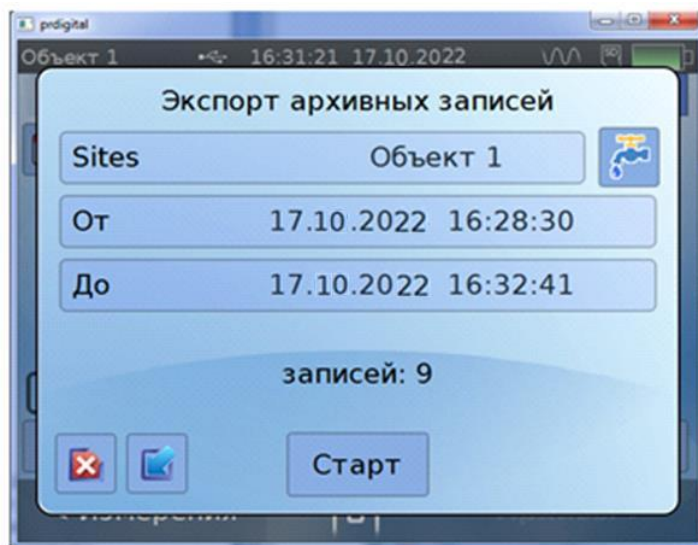 prdigital
Объект 1 16:31:21 17.10.2022
Экспорт архивных записей
Sites Объект 1
От 17.10.2022 16:28:30
До 17.10.2022 16:32:41
записей: 9
Старт